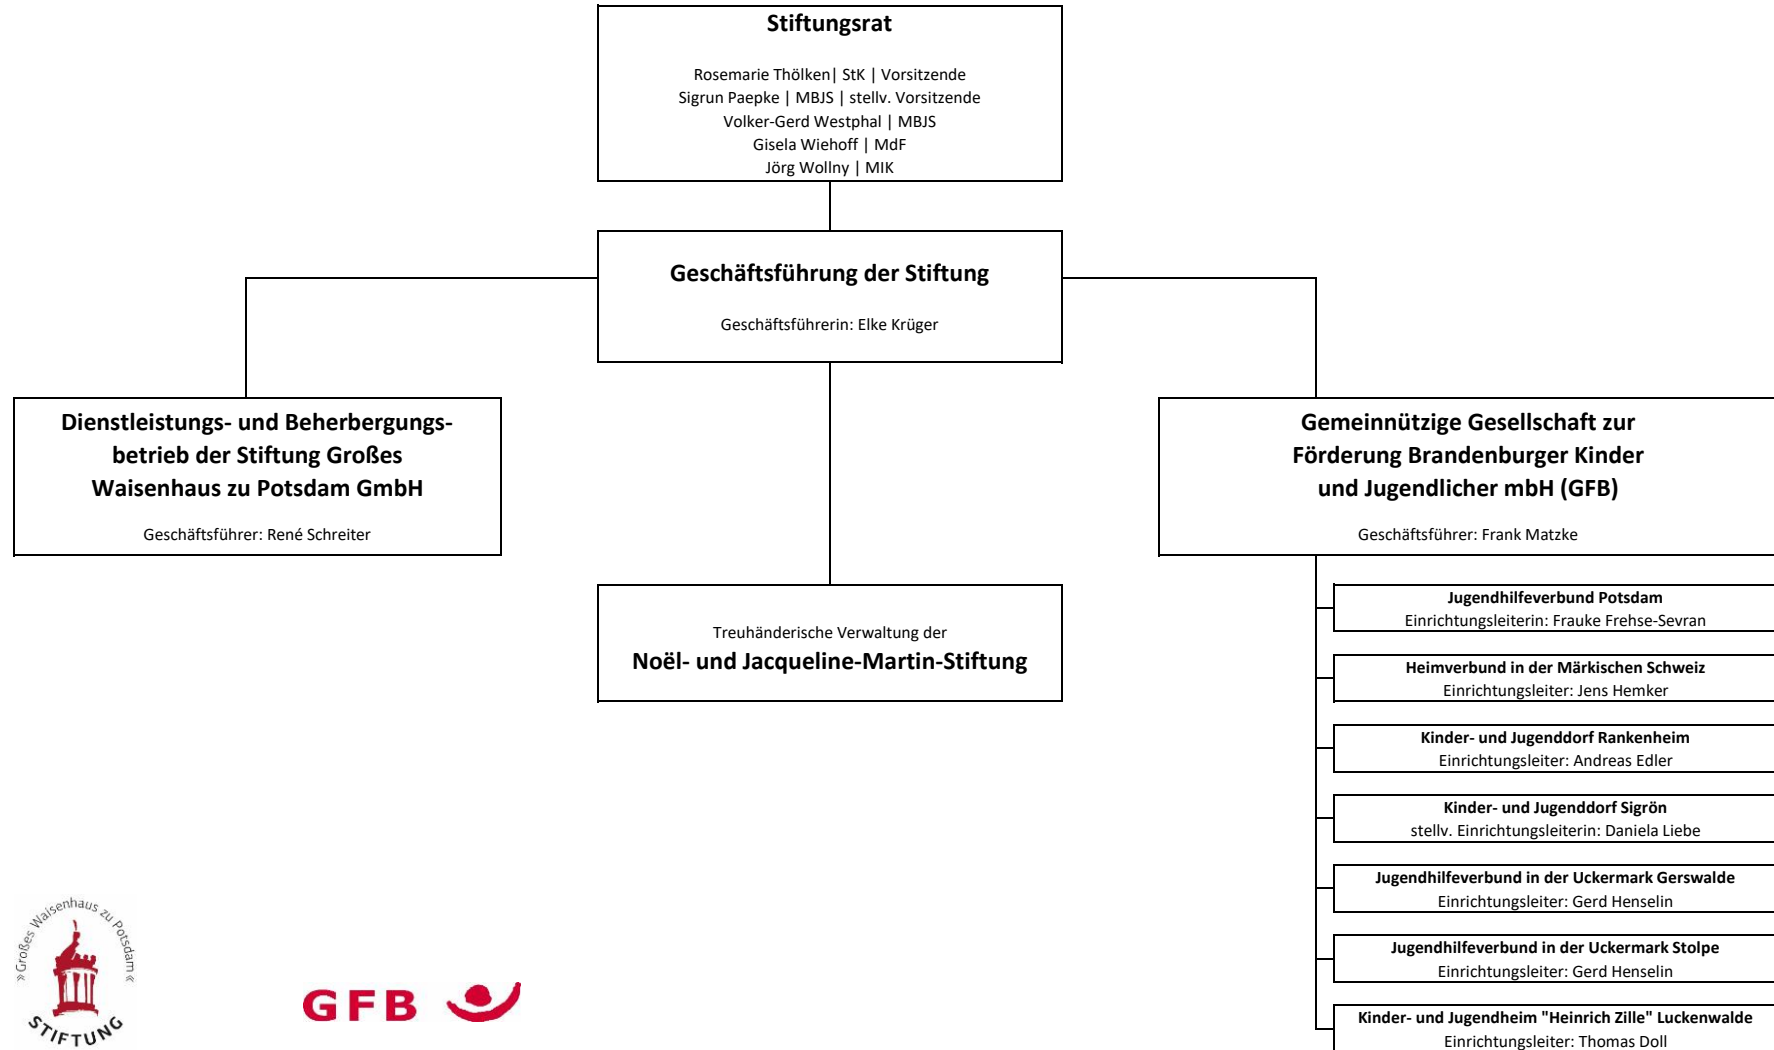 Stiftungsrat
Rosemarie Thölken| StK | Vorsitzende
Sigrun Paepke | MBJS | stellv. Vorsitzende
Volker-Gerd Westphal | MBJS
Gisela Wiehoff | MdF
Jörg Wollny | MIK
Geschäftsführung der Stiftung
Geschäftsführerin: Elke Krüger
Dienstleistungs- und Beherbergungs-
betrieb der Stiftung Großes
Waisenhaus zu Potsdam GmbH
Geschäftsführer: René Schreiter
Gemeinnützige Gesellschaft zur
Förderung Brandenburger Kinder
und Jugendlicher mbH (GFB)
Geschäftsführer: Frank Matzke
Treuhänderische Verwaltung der
Noël- und Jacqueline-Martin-Stiftung
Jugendhilfeverbund Potsdam
Einrichtungsleiterin: Frauke Frehse-Sevran
Heimverbund in der Märkischen Schweiz
Einrichtungsleiter: Jens Hemker
Kinder- und Jugenddorf Rankenheim
Einrichtungsleiter: Andreas Edler
Kinder- und Jugenddorf Sigrön
stellv. Einrichtungsleiterin: Daniela Liebe
Jugendhilfeverbund in der Uckermark Gerswalde
Einrichtungsleiter: Gerd Henselin
Jugendhilfeverbund in der Uckermark Stolpe
Einrichtungsleiter: Gerd Henselin
Kinder- und Jugendheim "Heinrich Zille" Luckenwalde
Einrichtungsleiter: Thomas Doll
»Großes Waisenhaus zu Potsdam«
STIFTUNG
GFB